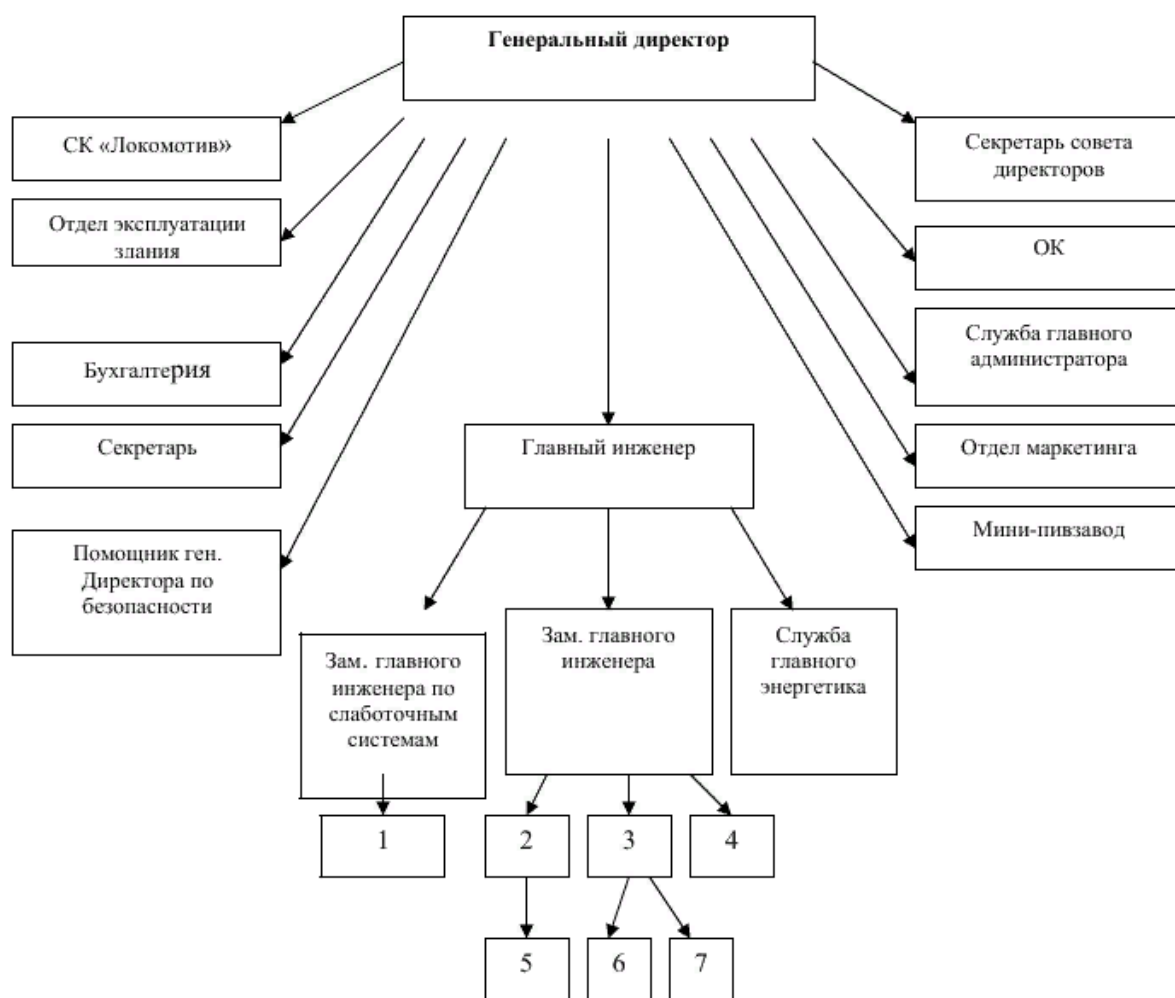 Генеральный директор
СК «Локомотив»
Отдел эксплуатации
здания
Бухгалтерия
Секретарь
Помощник ген.
Директора по
безопасности
Секретарь совета
директоров
ОК
Служба главного
администратора
Отдел маркетинга
Мини-пивзавод
Главный инженер
Зам. главного
инженера по
слаботочным
системам
Зам. главного
инженера
Служба
главного
энергетика
1
2
3
4
5
6
7